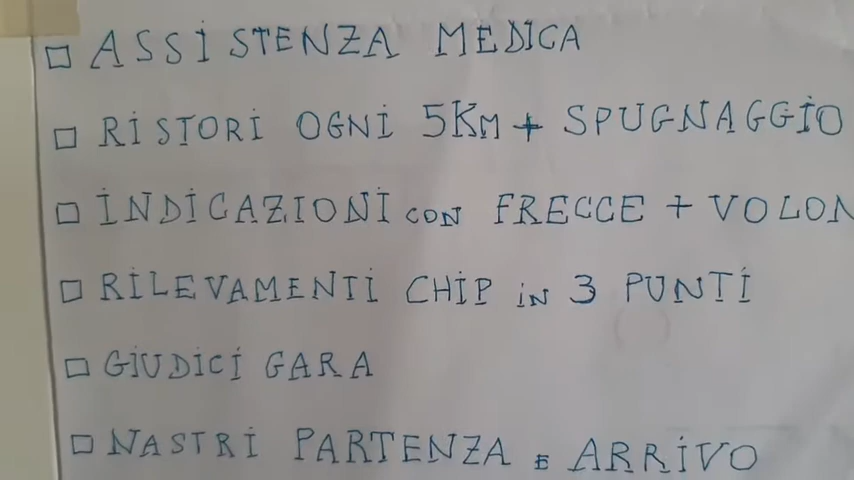 ASSISTENZA MEDICA
RISTORI OGNI 5KM + SPUGNAGGIO
INDICAZIONI CON FRECCE +
RILEVAMENTI CHIP IN 3 PUNTI
GIUDICI GARA
NASTRI PARTENZA E ARRIVO